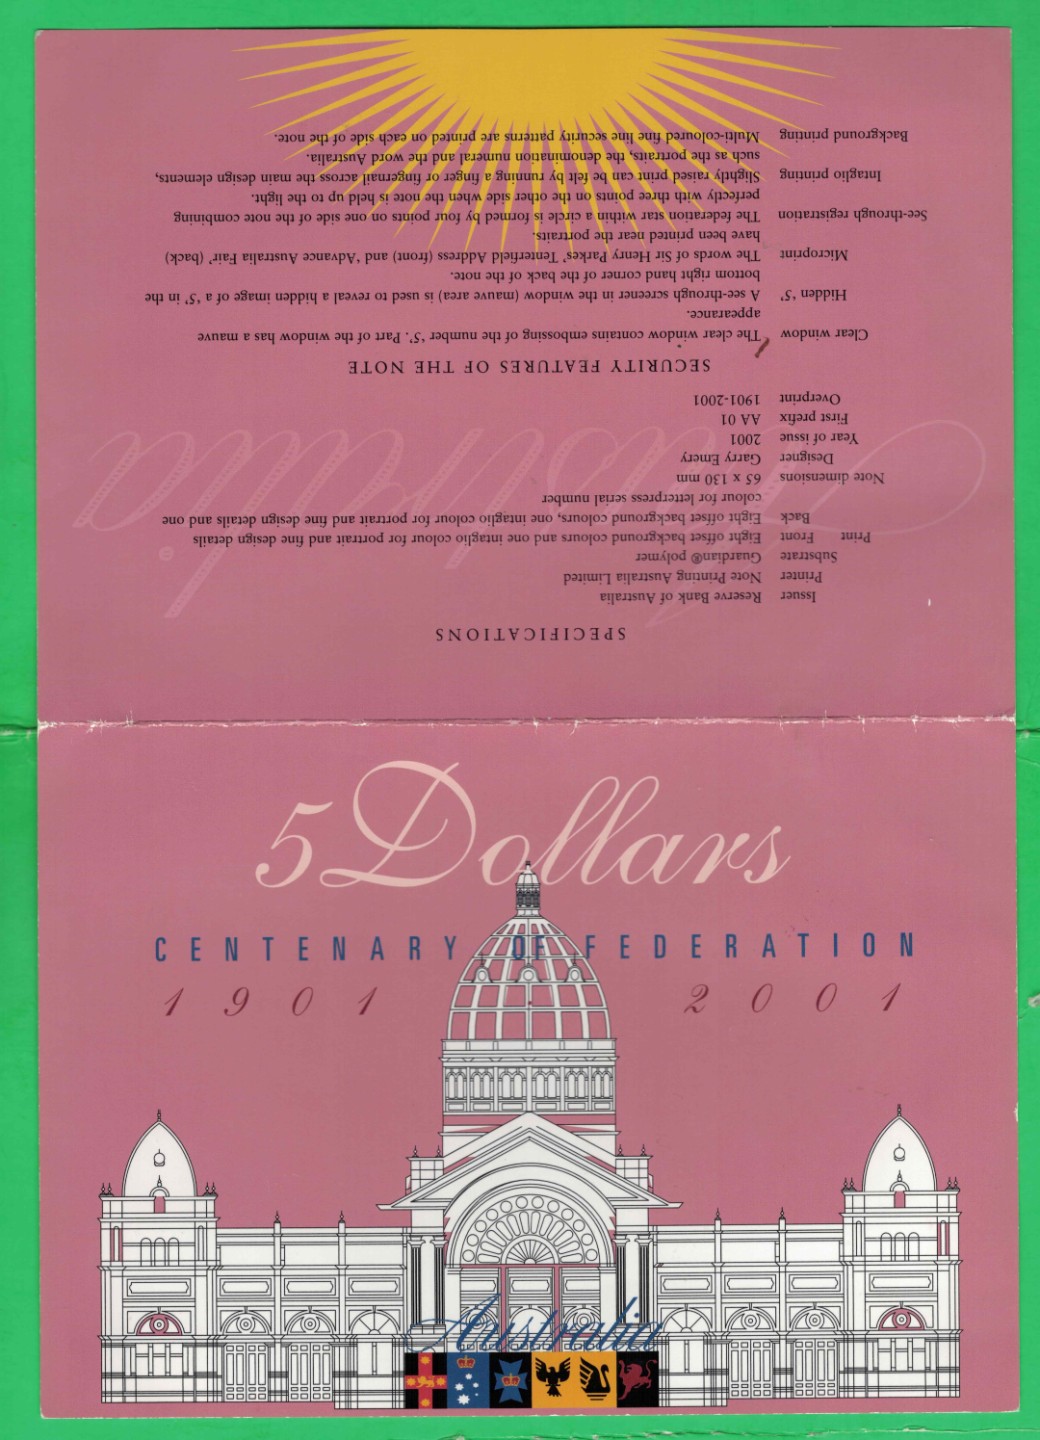 5 Dollars
CENTENARY OF FEDERATION
1901 2001
Australia
SPECIFICATIONS
Issuer Reserve Bank of Australia
Printer Note Printing Australia Limited
Substrate Guardian® polymer
Print Front Eight offset background colours and one intaglio colour for portrait and fine design details
Back Eight offset background colours, one intaglio colour for portrait and fine design details and one
colour for letterpress serial number
Note dimensions 65 x 130 mm
Designer Garry Emery
Year of issue 2001
First prefix AA 01
Overprint 1901-2001
Australia
SECURITY FEATURES OF THE NOTE
Clear window The clear window contains embossing of the number ‘5’. Part of the window has a mauve
appearance.
Hidden ‘5’ A see-through screener in the window (mauve area) is used to reveal a hidden image of a ‘5’ in the
bottom right hand corner of the back of the note.
Microprint The words of Sir Henry Parkes’ Tenterfield Address (front) and ‘Advance Australia Fair’ (back)
have been printed near the portraits.
See-through registration The federation star within a circle is formed by four points on one side of the note combining
perfectly with three points on the other side when the note is held up to the light.
Intaglio printing Slightly raised print can be felt by running a finger or fingernail across the main design elements,
such as the portraits, the denomination numeral and the word Australia.
Background printing Multi-coloured fine line security patterns are printed on each side of the note.